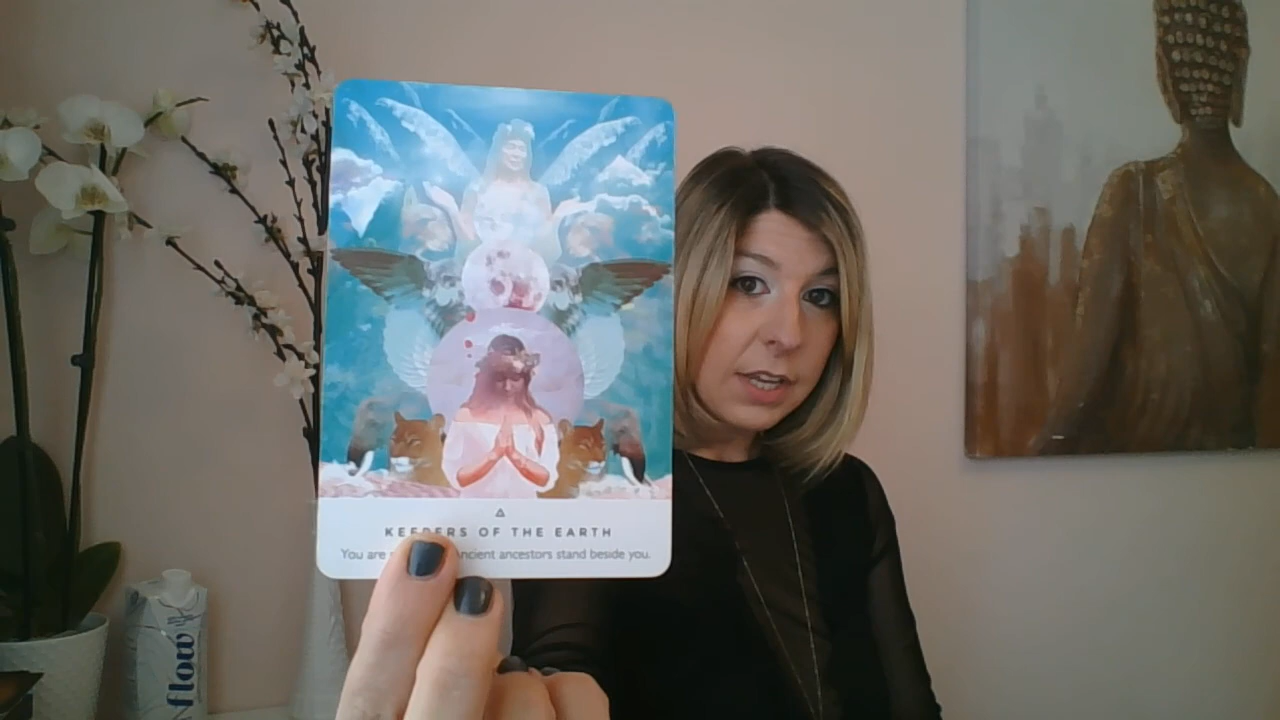 KEEPERS OF THE EARTH
You are ancient ancestors stand beside you.
flow